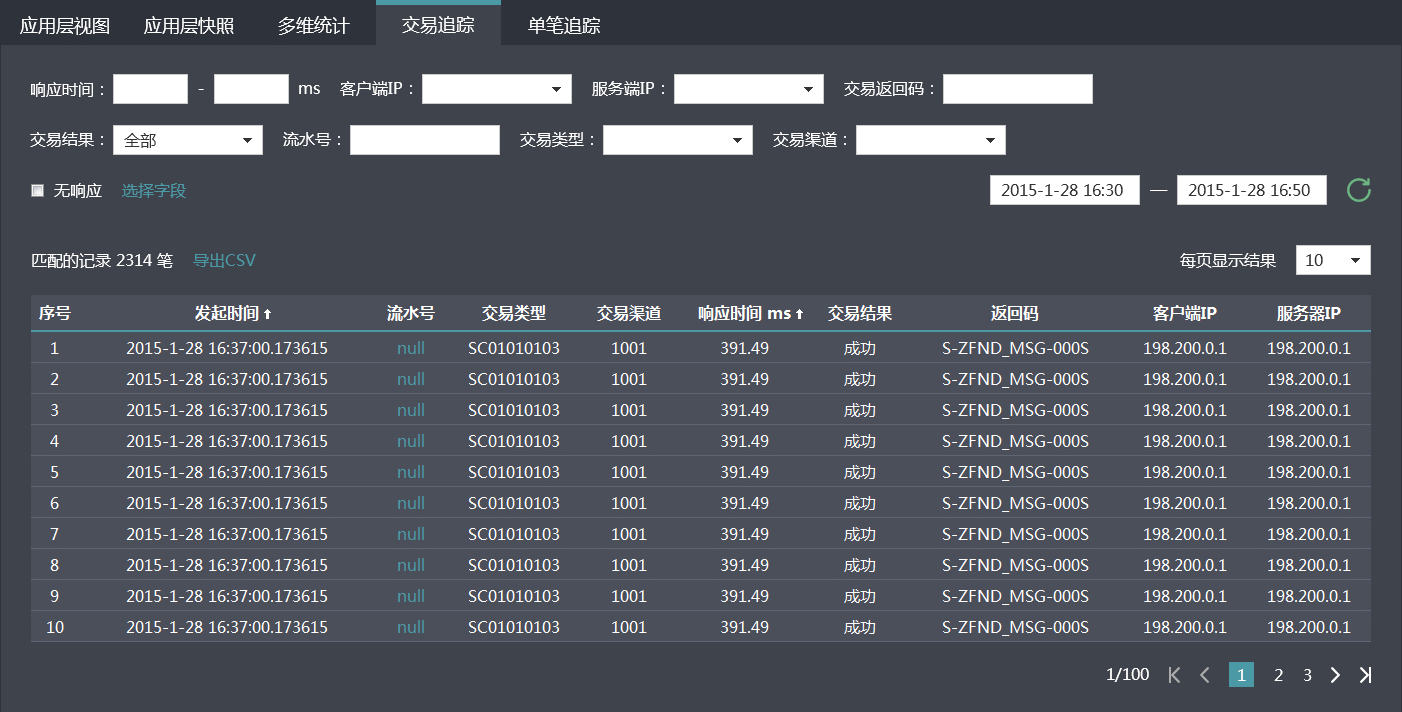 应用层视图 应用层快照 多维统计 交易追踪 单笔追踪
响应时间： - ms 客户端IP： 服务端IP： 交易返回码：
交易结果： 全部 流水号： 交易类型： 交易渠道：
无响应 选择字段 2015-1-28 16:30 — 2015-1-28 16:50
匹配的记录 2314 笔 导出CSV 每页显示结果 10
序号 发起时间 流水号 交易类型 交易渠道 响应时间 ms 交易结果 返回码 客户端IP 服务器IP
1 2015-1-28 16:37:00.173615 null SC01010103 1001 391.49 成功 S-ZFND_MSG-000S 198.200.0.1 198.200.0.1
2 2015-1-28 16:37:00.173615 null SC01010103 1001 391.49 成功 S-ZFND_MSG-000S 198.200.0.1 198.200.0.1
3 2015-1-28 16:37:00.173615 null SC01010103 1001 391.49 成功 S-ZFND_MSG-000S 198.200.0.1 198.200.0.1
4 2015-1-28 16:37:00.173615 null SC01010103 1001 391.49 成功 S-ZFND_MSG-000S 198.200.0.1 198.200.0.1
5 2015-1-28 16:37:00.173615 null SC01010103 1001 391.49 成功 S-ZFND_MSG-000S 198.200.0.1 198.200.0.1
6 2015-1-28 16:37:00.173615 null SC01010103 1001 391.49 成功 S-ZFND_MSG-000S 198.200.0.1 198.200.0.1
7 2015-1-28 16:37:00.173615 null SC01010103 1001 391.49 成功 S-ZFND_MSG-000S 198.200.0.1 198.200.0.1
8 2015-1-28 16:37:00.173615 null SC01010103 1001 391.49 成功 S-ZFND_MSG-000S 198.200.0.1 198.200.0.1
9 2015-1-28 16:37:00.173615 null SC01010103 1001 391.49 成功 S-ZFND_MSG-000S 198.200.0.1 198.200.0.1
10 2015-1-28 16:37:00.173615 null SC01010103 1001 391.49 成功 S-ZFND_MSG-000S 198.200.0.1 198.200.0.1
1/100 1 2 3